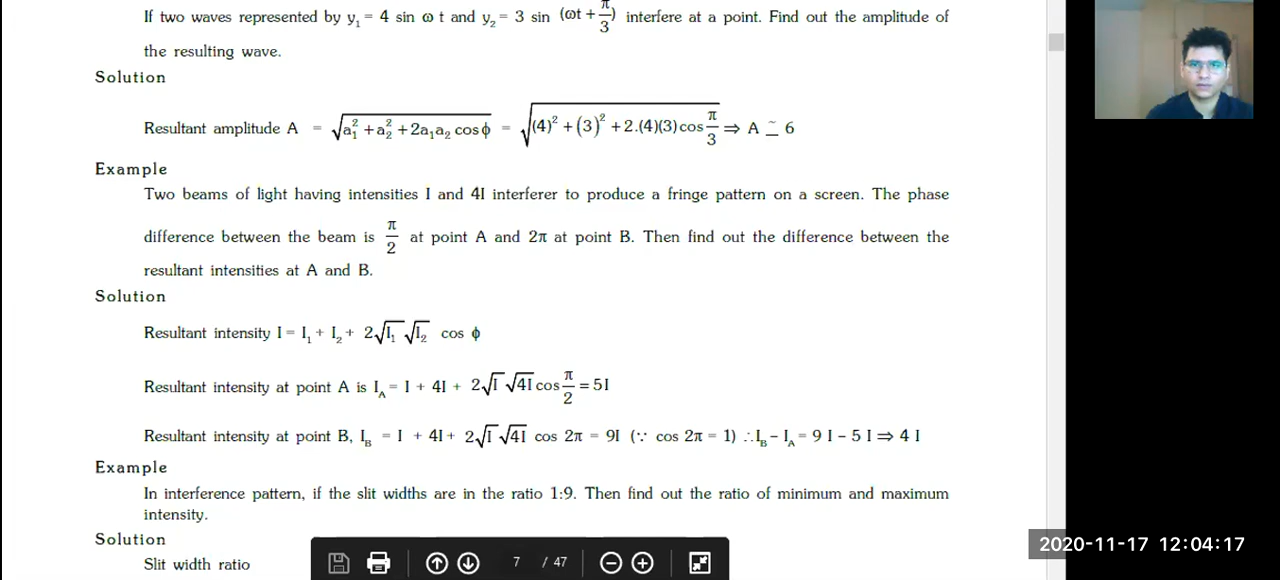 If two waves represented by y₁ = 4 sin ω t and y₂ = 3 sin (ωt + π/3) interfere at a point. Find out the amplitude of
the resulting wave.
Solution
Resultant amplitude A = √(a₁² + a₂² + 2a₁a₂ cos ϕ) = √((4)² + (3)² + 2.(4)(3) cos π/3) ⇒ A ≃ 6
Example
Two beams of light having intensities I and 4I interferer to produce a fringe pattern on a screen. The phase
difference between the beam is π/2 at point A and 2π at point B. Then find out the difference between the
resultant intensities at A and B.
Solution
Resultant intensity I = I₁ + I₂ + 2√I₁ √I₂ cos ϕ
Resultant intensity at point A is I_A = I + 4I + 2√I √4I cos π/2 = 5I
Resultant intensity at point B, I_B = I + 4I + 2√I √4I cos 2π = 9I (∵ cos 2π = 1) ∴ I_B − I_A = 9 I − 5 I ⇒ 4 I
Example
In interference pattern, if the slit widths are in the ratio 1:9. Then find out the ratio of minimum and maximum
intensity.
Solution
Slit width ratio
7 / 47
2020-11-17 12:04:17